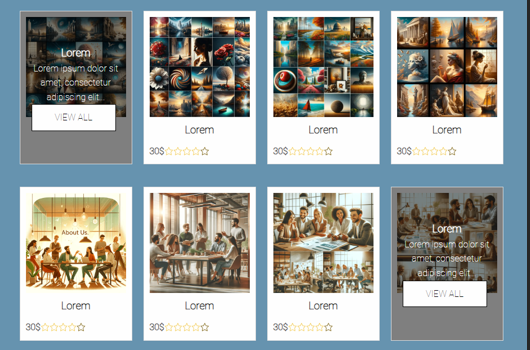 Lorem
Lorem ipsum dolor sit
amet, consectetur
adipiscing elit.
VIEW ALL
Lorem
30$
Lorem
30$
Lorem
30$
About Us.
Lorem
30$
Lorem
30$
Lorem
30$
Lorem
Lorem ipsum dolor sit
amet, consectetur
adipiscing elit.
VIEW ALL